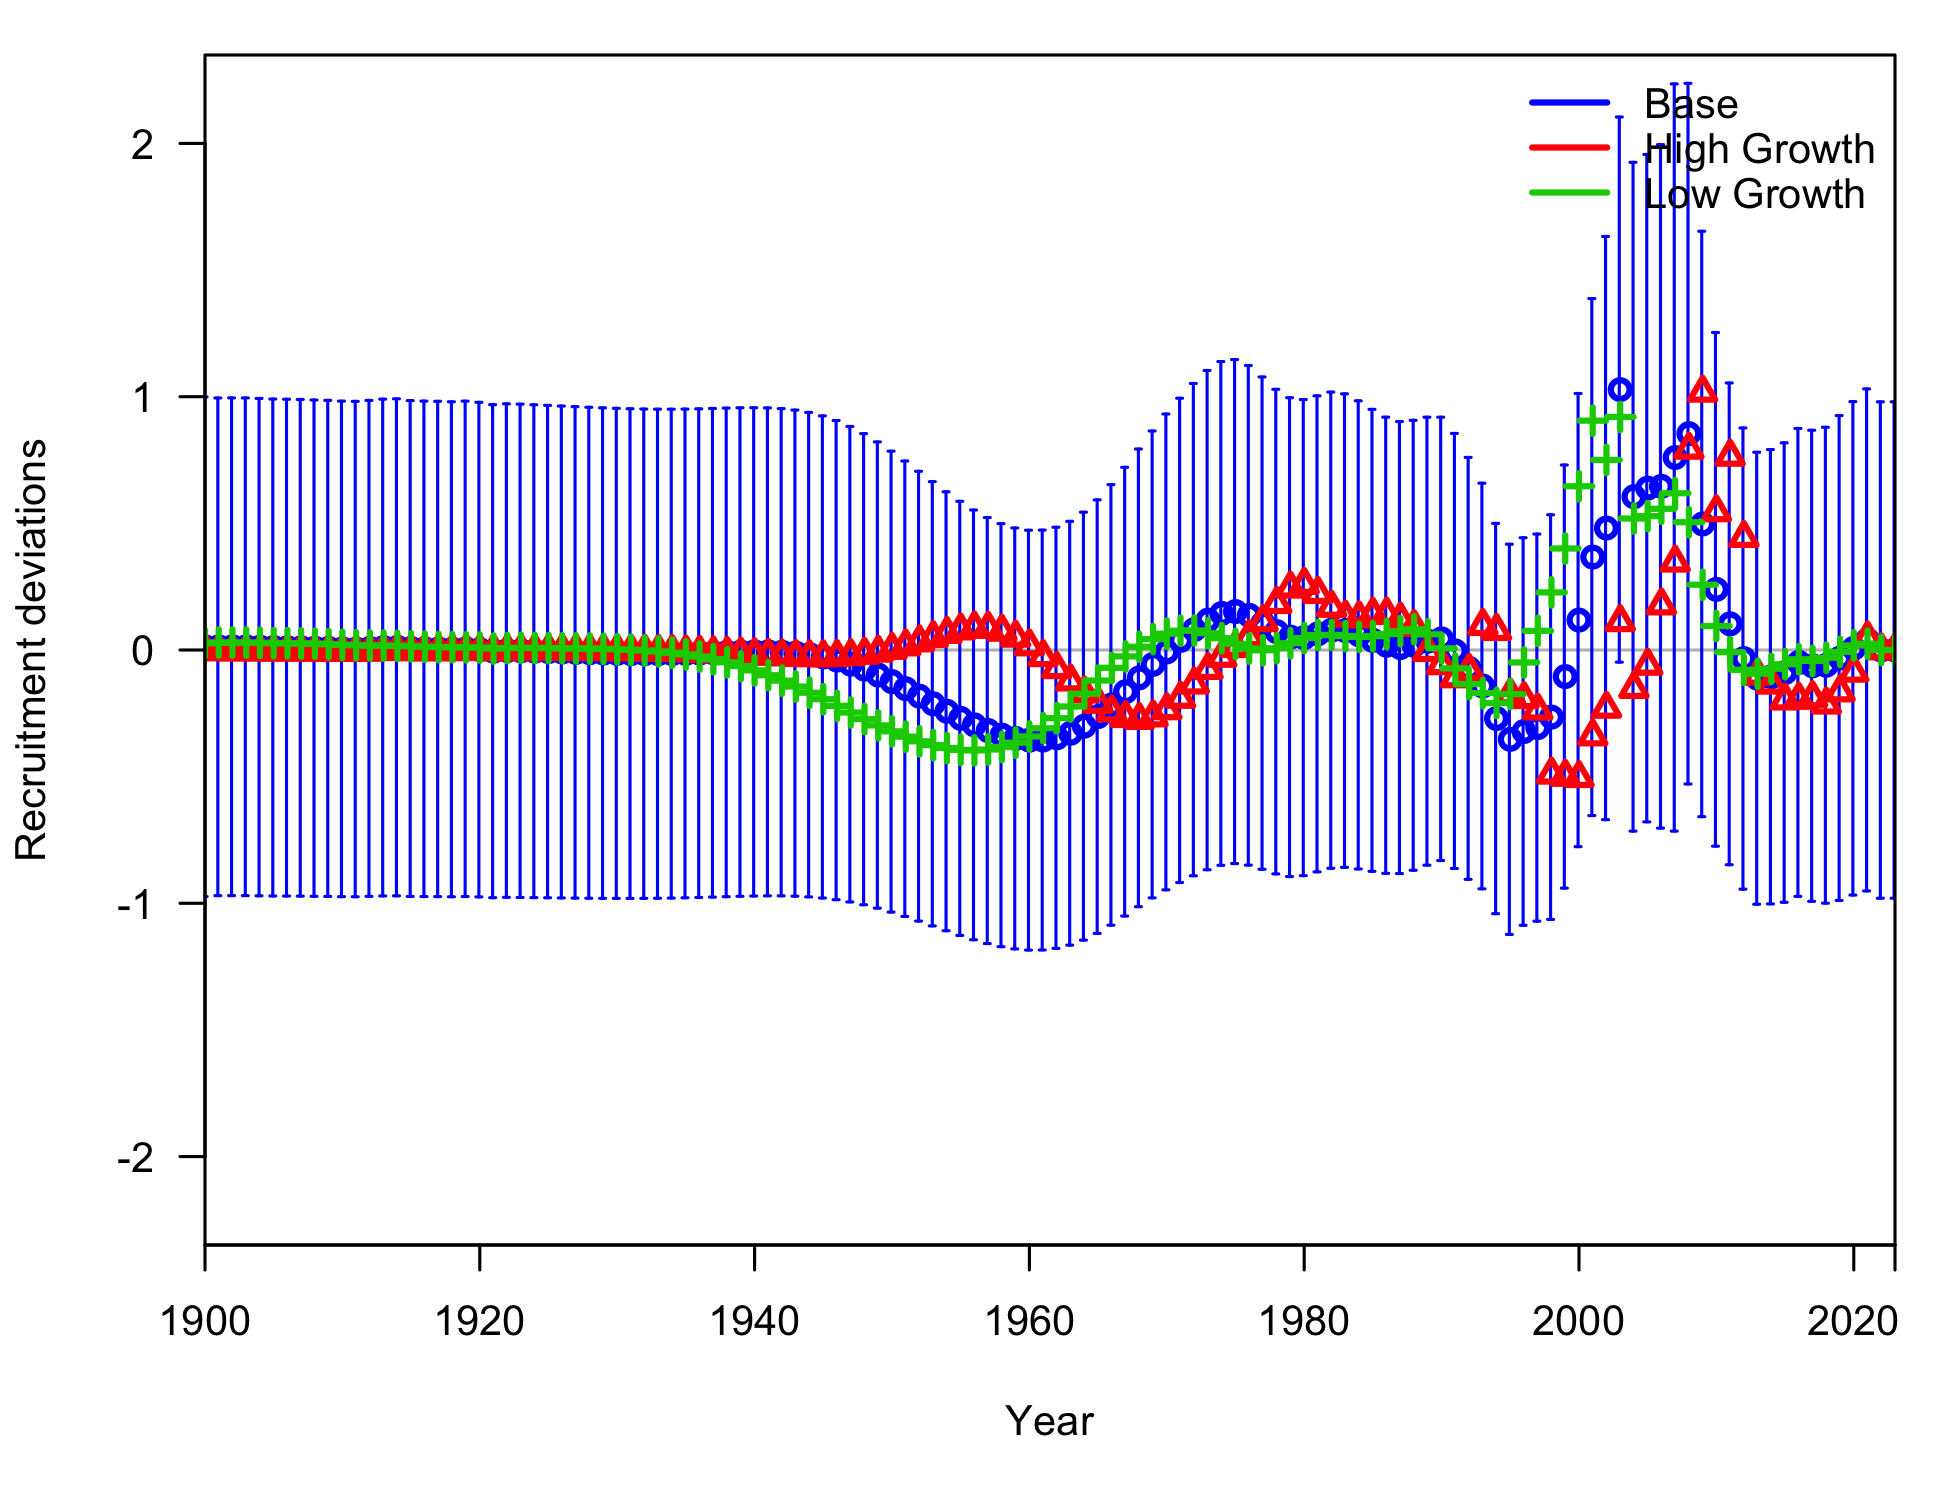 Base
High Growth
Low Growth
2
1
0
-1
-2
Recruitment deviations
1900 1920 1940 1960 1980 2000 2020
Year